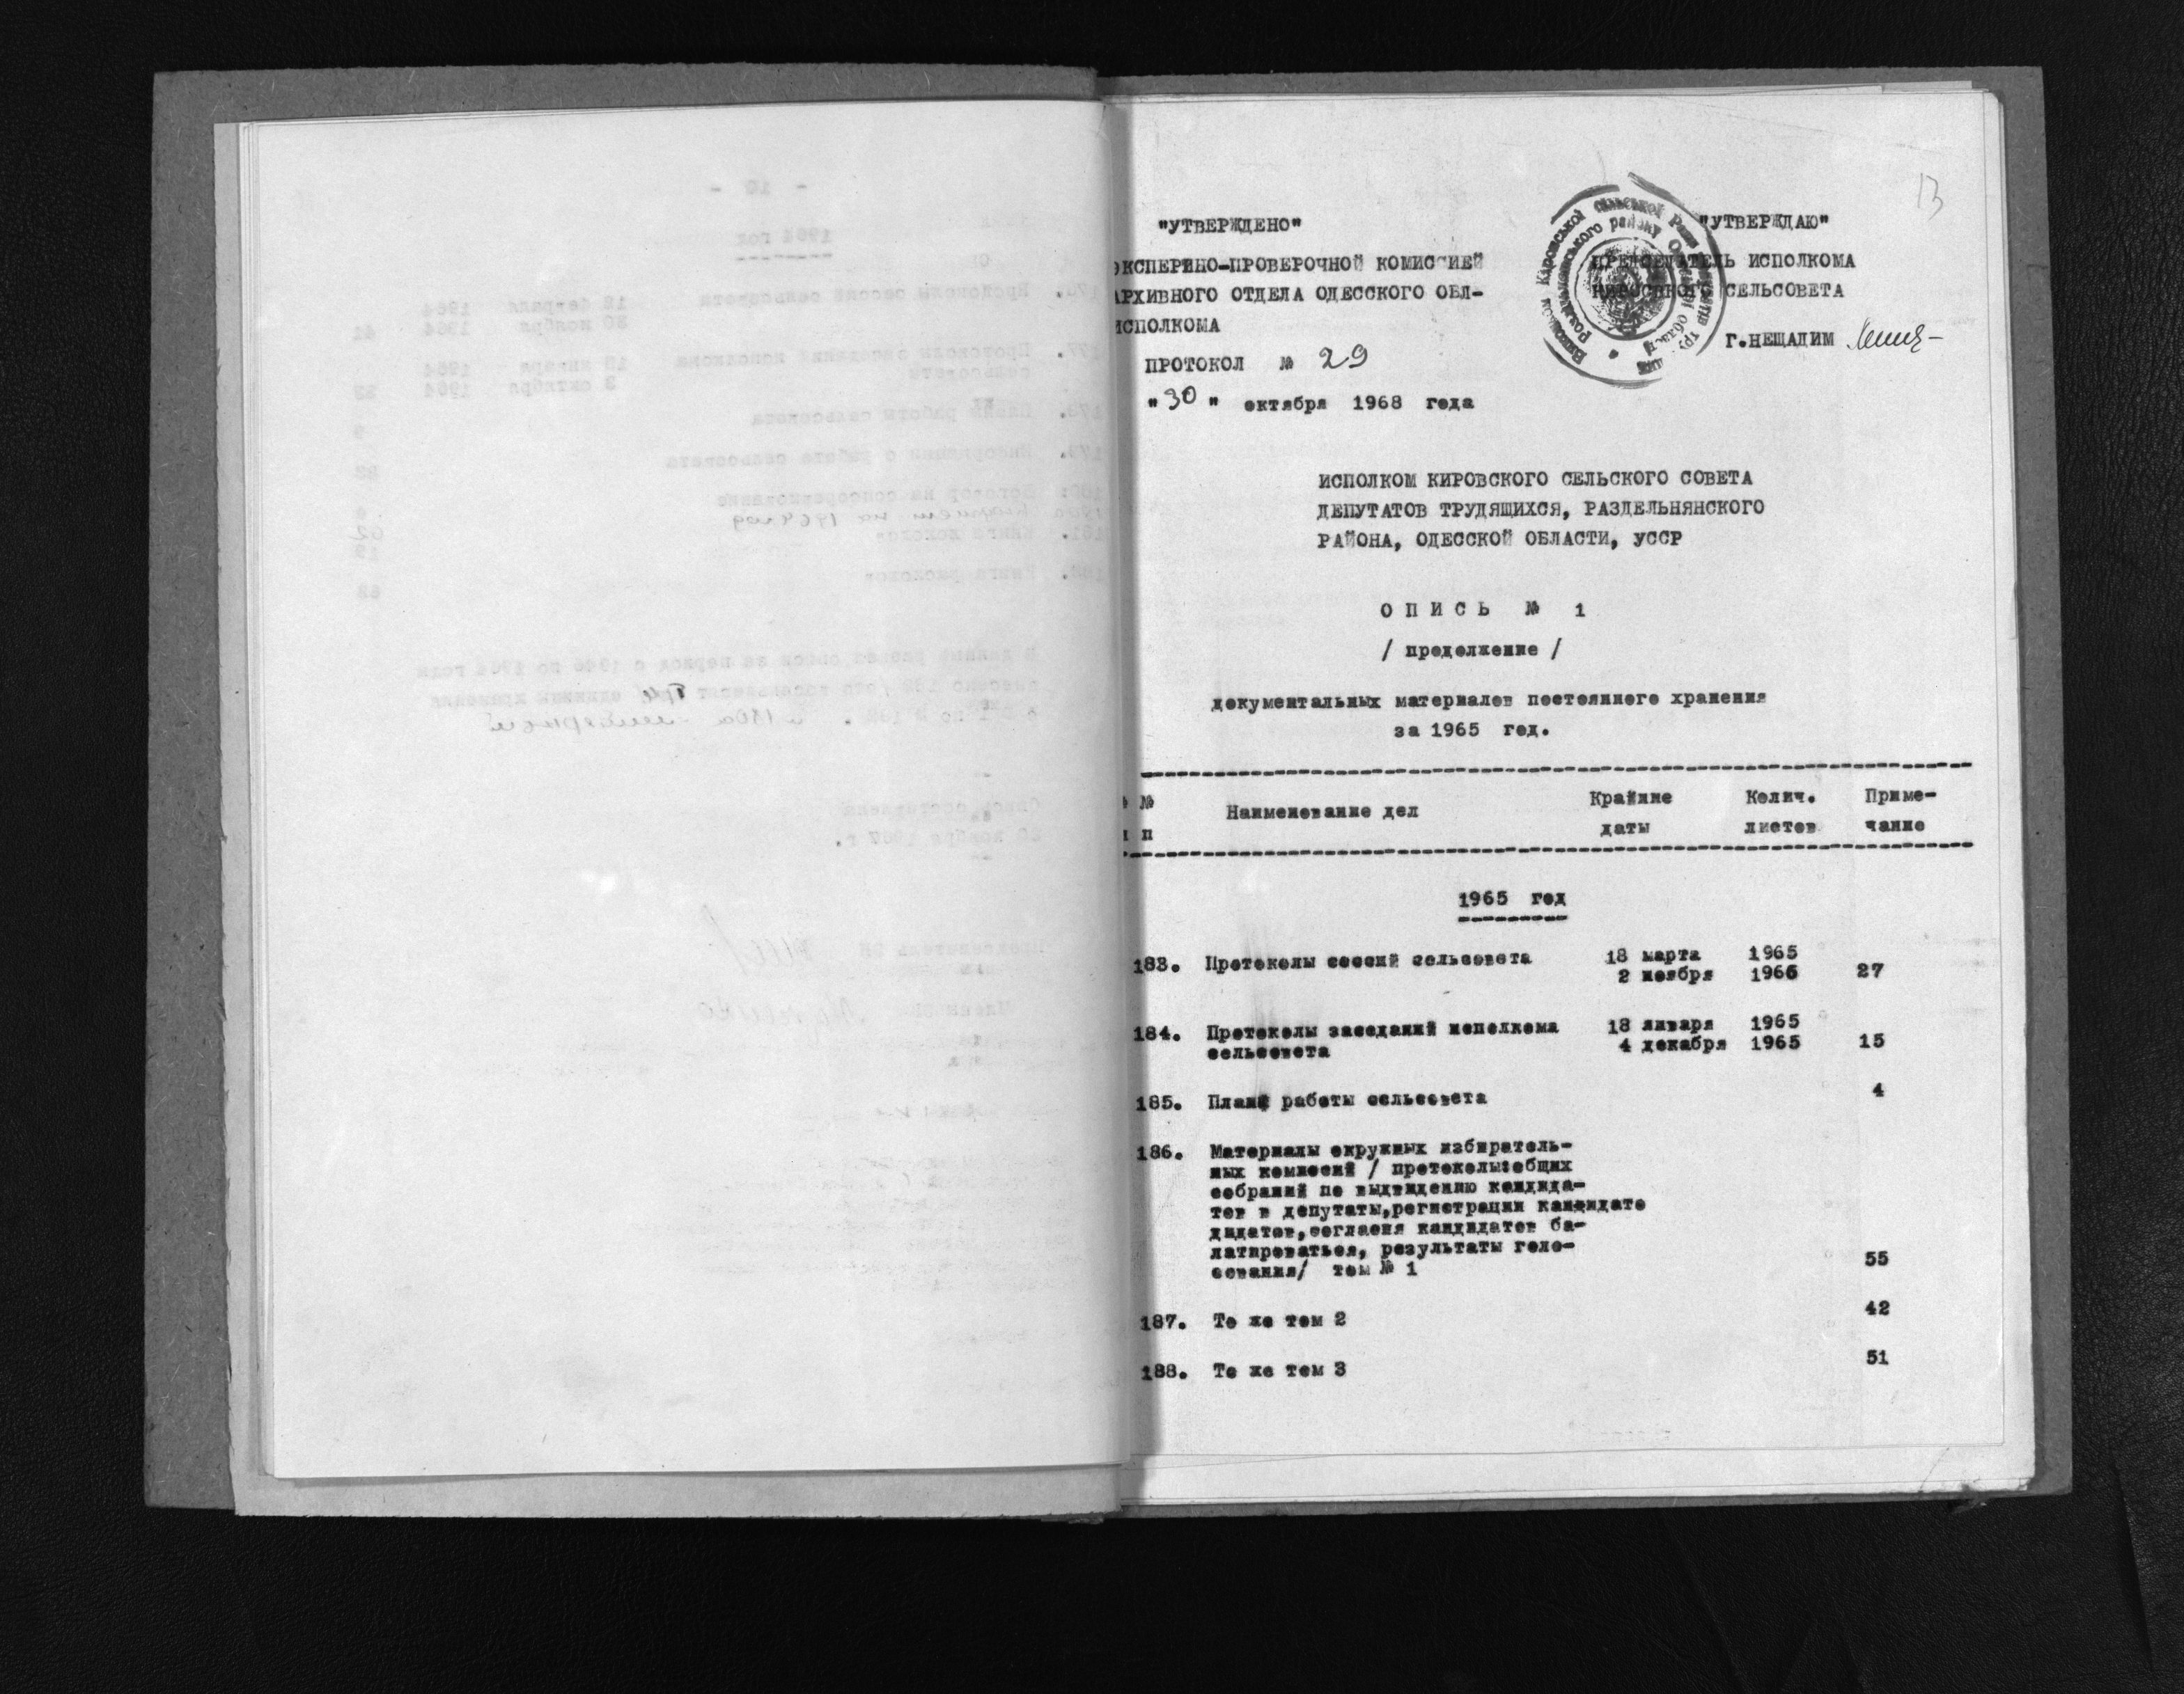 13
"УТВЕРЖДЕНО"
ЭКСПЕРТНО-ПРОВЕРОЧНОЙ КОМИССИЕЙ
АРХИВНОГО ОТДЕЛА ОДЕССКОГО ОБЛ-
ИСПОЛКОМА
ПРОТОКОЛ № 29
"30" октября 1968 года
"УТВЕРЖДАЮ"
ПРЕДСЕДАТЕЛЬ ИСПОЛКОМА
КИРОВСКОГО СЕЛЬСОВЕТА
Г.НЕЩАДИМ
ИСПОЛКОМ КИРОВСКОГО СЕЛЬСКОГО СОВЕТА
ДЕПУТАТОВ ТРУДЯЩИХСЯ, РАЗДЕЛЬНЯНСКОГО
РАЙОНА, ОДЕССКОЙ ОБЛАСТИ, УССР
О П И С Ь № 1
/ продолжение /
документальных материалов постоянного хранения
за 1965 год.
№ № Наименование дел Крайние Колич. Приме-
п п даты листов чание
1965 год
183. Протоколы сессий сельсовета 18 марта 1965
2 ноября 1966 27
184. Протоколы заседаний исполкома 18 января 1965
сельсовета 4 декабря 1965 15
185. Планы работы сельсовета 4
186. Материалы окружных избиратель-
ных комиссий / протоколы:общих
собраний по выдвидению кандида-
тов в депутаты,регистрации кандидато
дидатов,согласия кандидатов ба-
латироваться, результаты голо-
сования/ том № 1 55
187. То же том 2 42
188. То же том 3 51